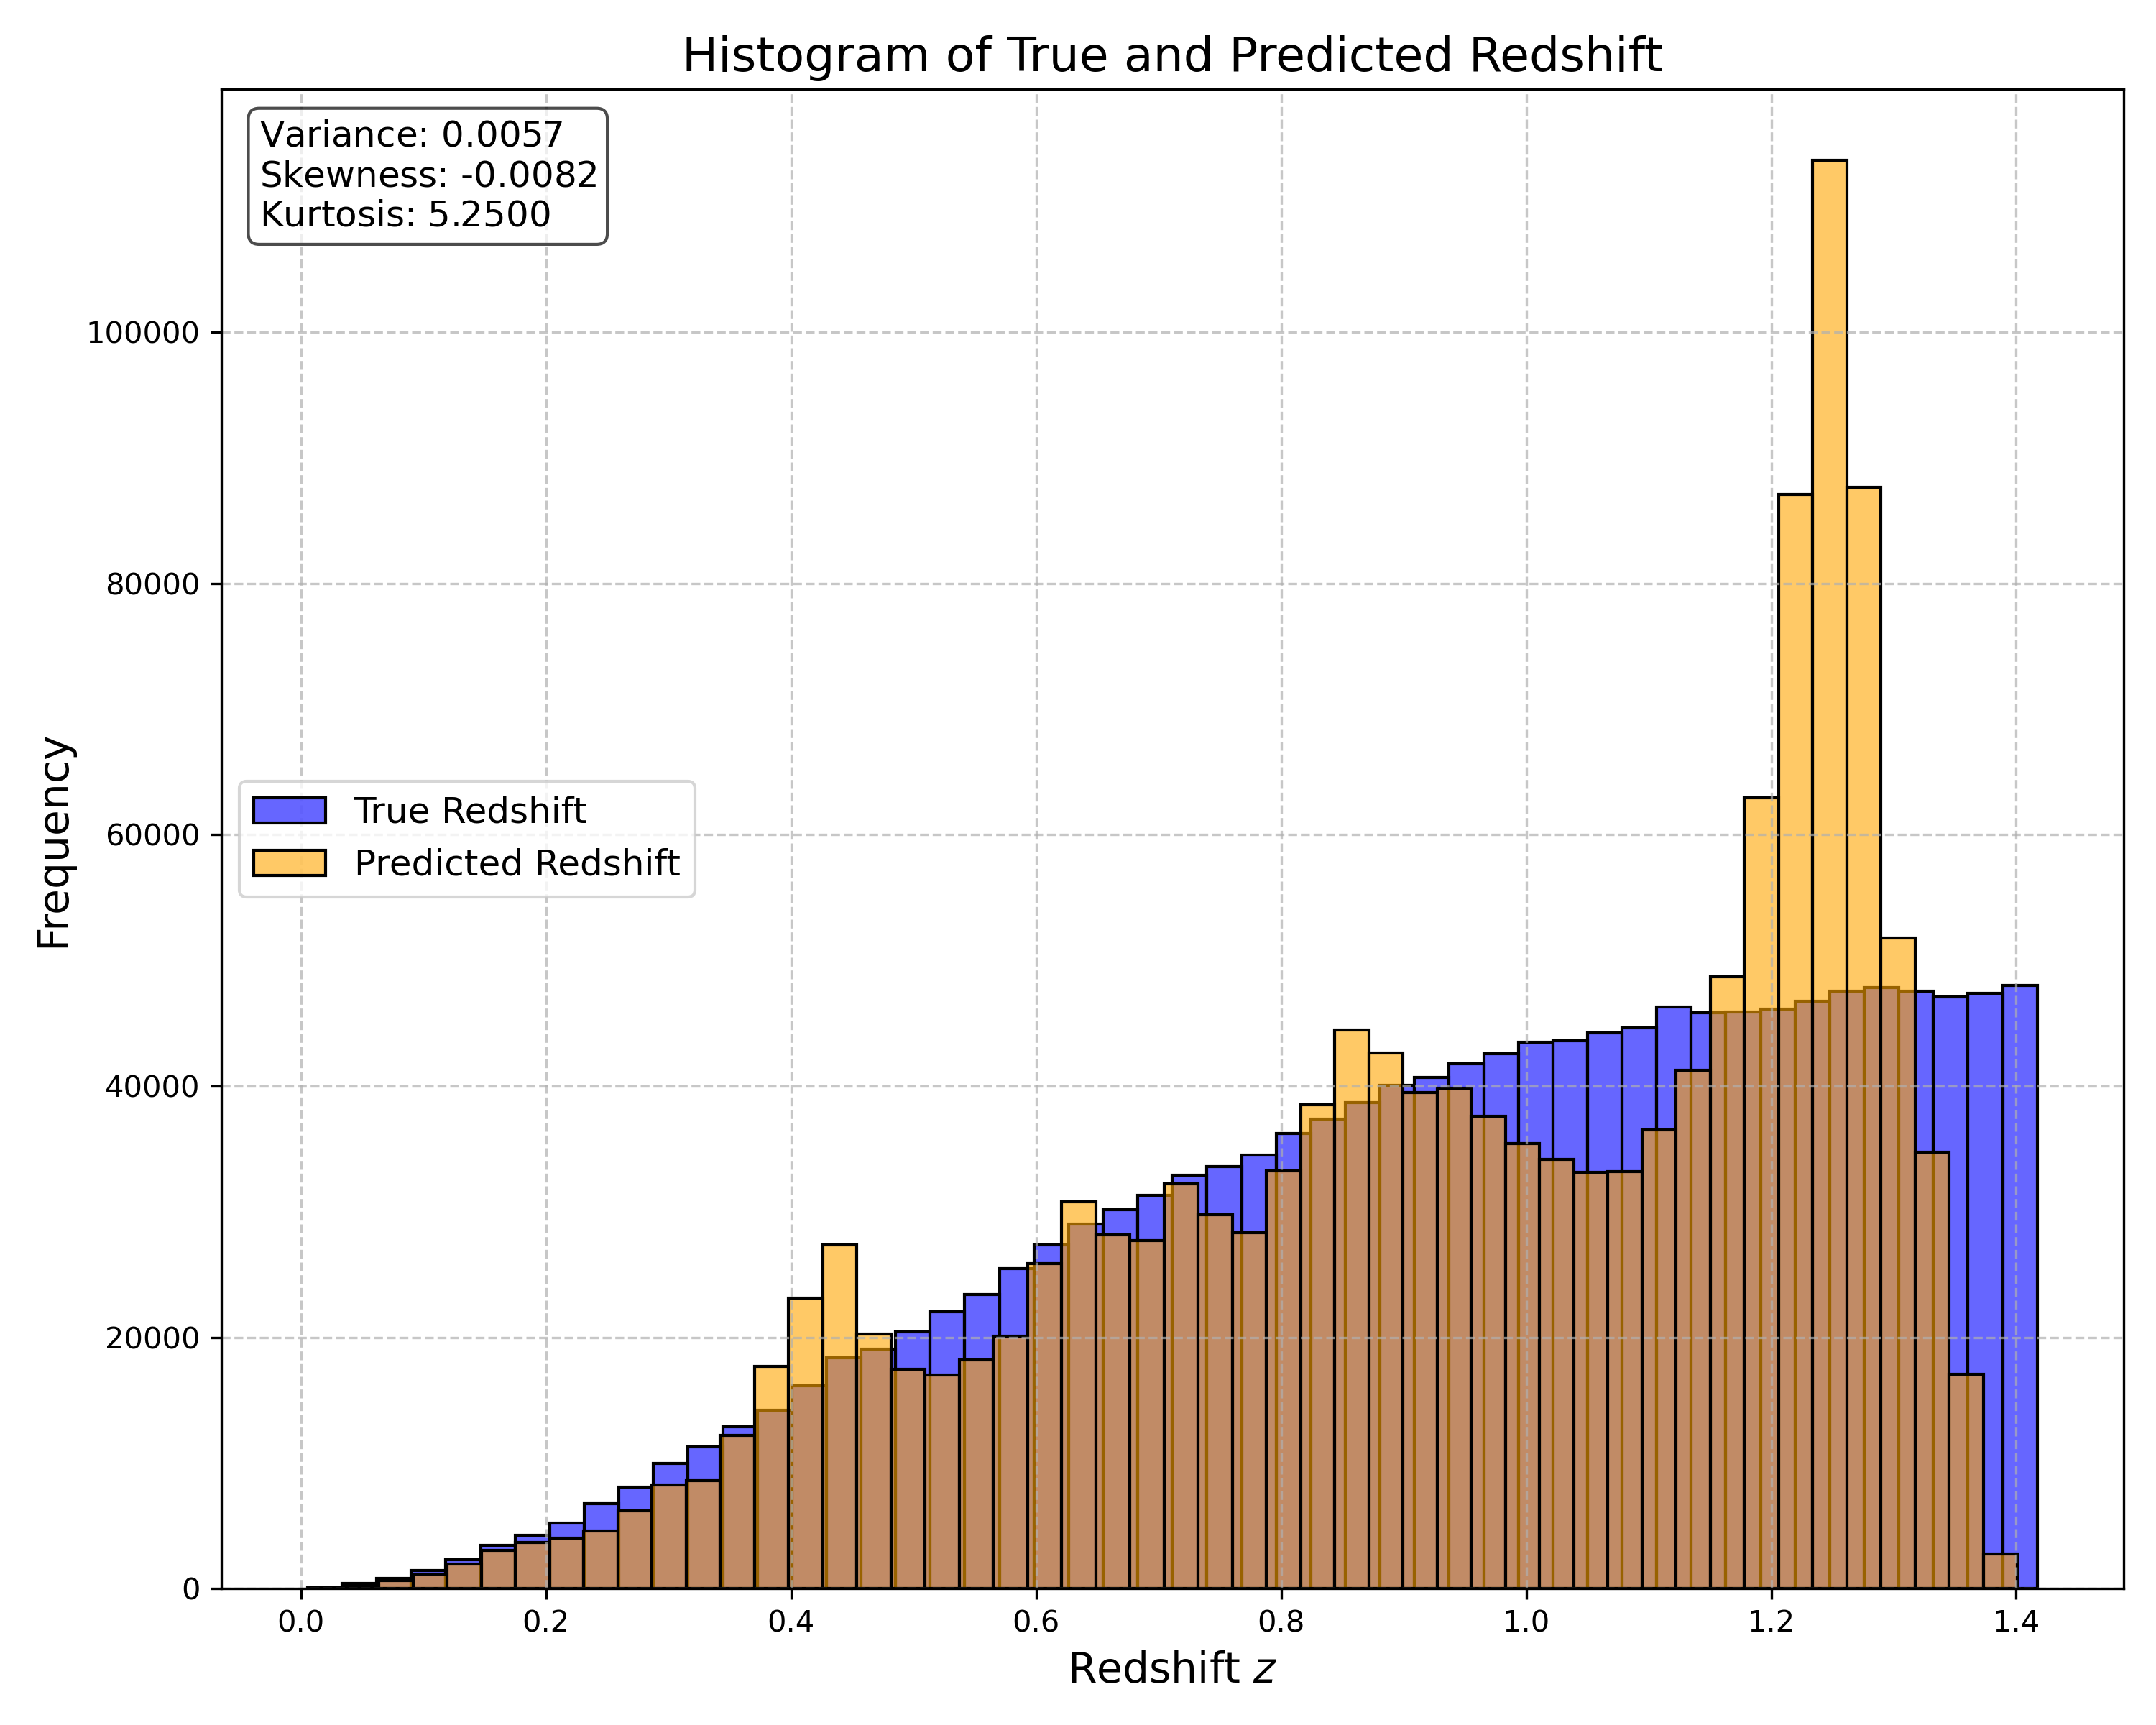 Histogram of True and Predicted Redshift
Variance: 0.0057
Skewness: -0.0082
Kurtosis: 5.2500
100000
80000
60000
40000
20000
0
Frequency
True Redshift
Predicted Redshift
0.0 0.2 0.4 0.6 0.8 1.0 1.2 1.4
Redshift z